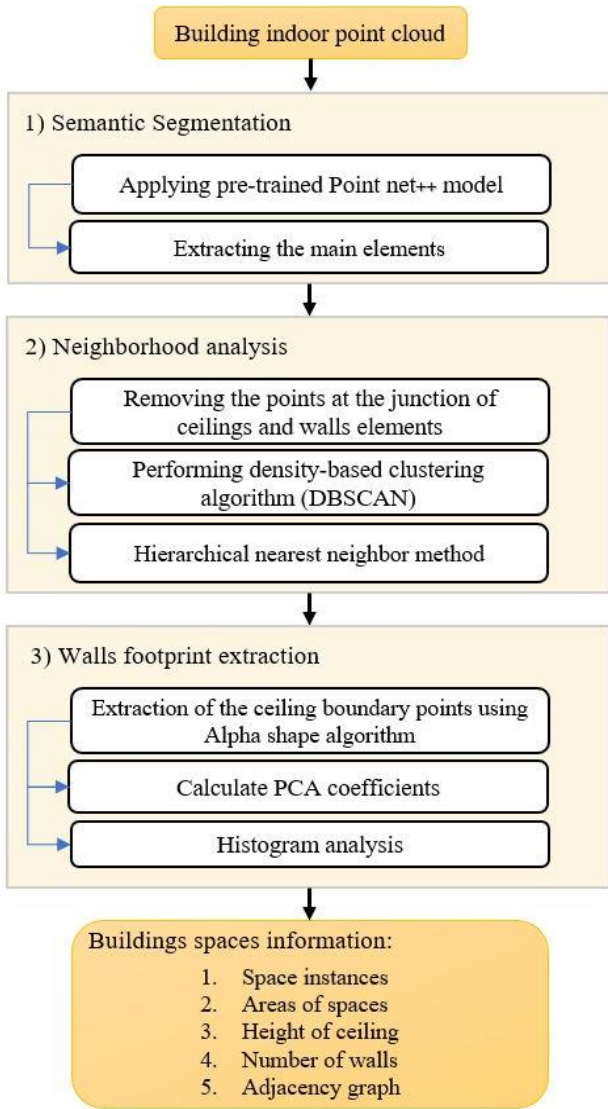 Building indoor point cloud
1) Semantic Segmentation
Applying pre-trained Point net++ model
Extracting the main elements
2) Neighborhood analysis
Removing the points at the junction of
ceilings and walls elements
Performing density-based clustering
algorithm (DBSCAN)
Hierarchical nearest neighbor method
3) Walls footprint extraction
Extraction of the ceiling boundary points using
Alpha shape algorithm
Calculate PCA coefficients
Histogram analysis
Buildings spaces information:
1. Space instances
2. Areas of spaces
3. Height of ceiling
4. Number of walls
5. Adjacency graph